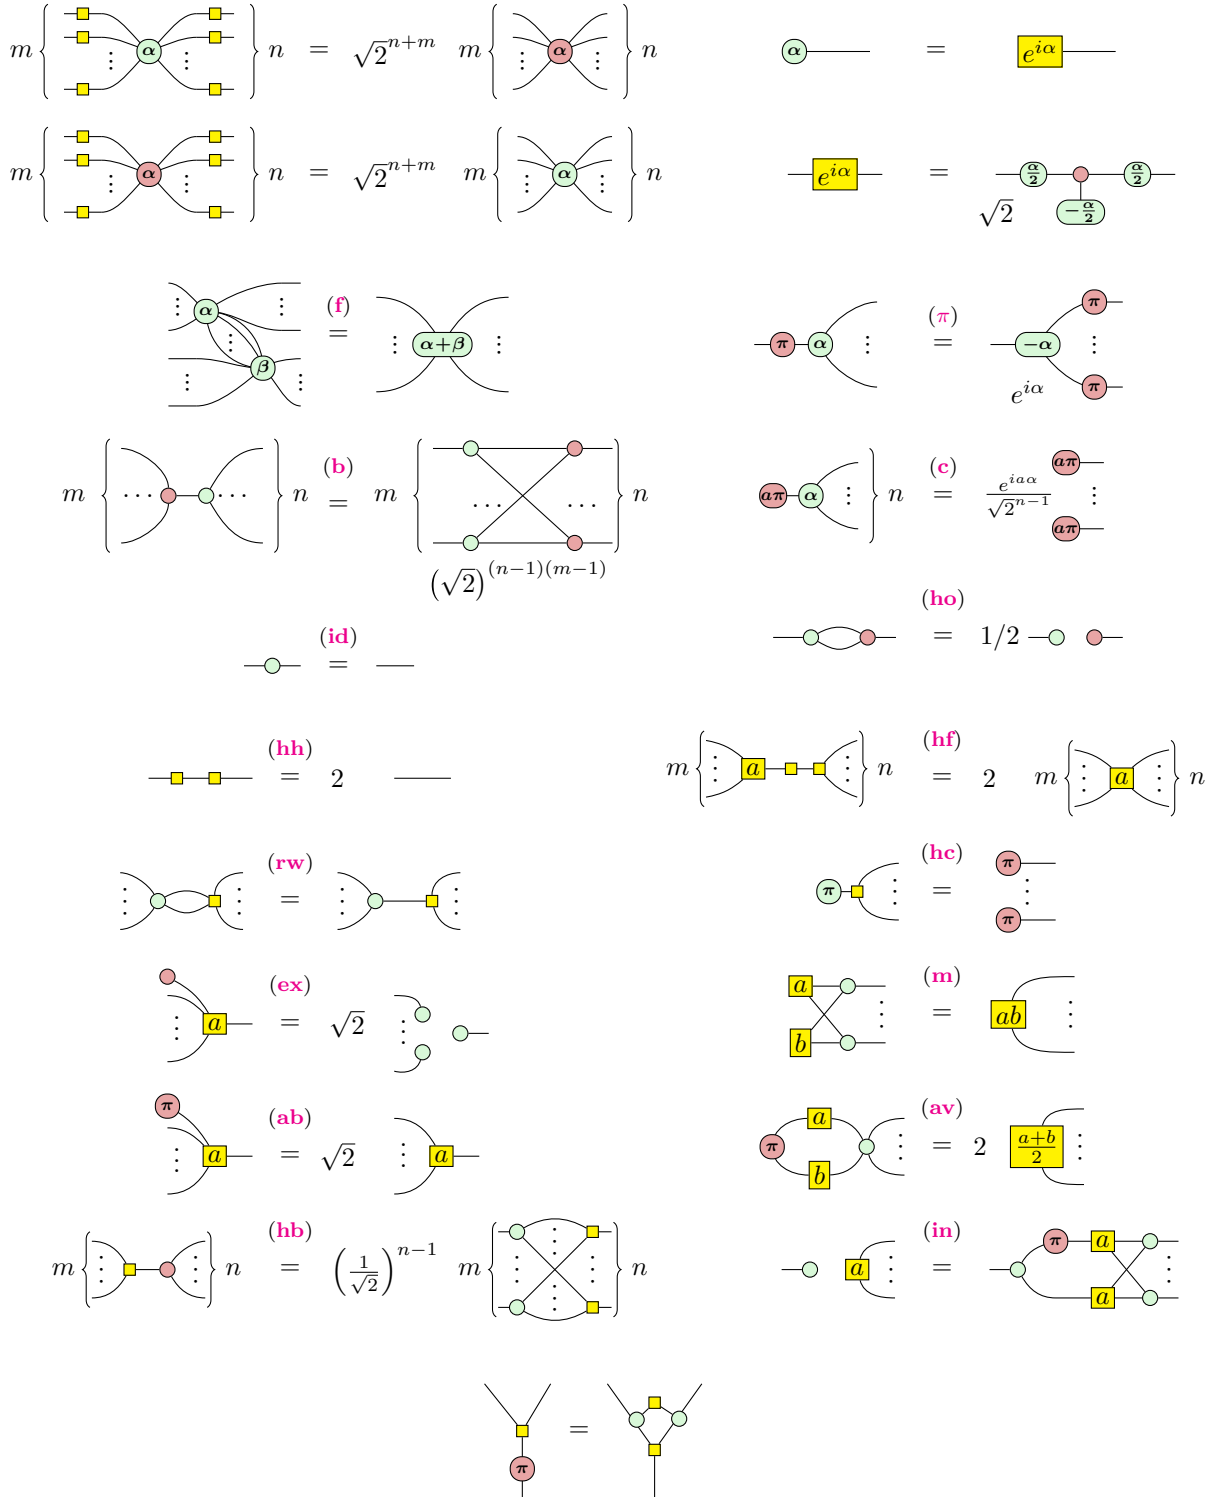 m { α } n = √2^{n+m} m { α } n
α = e^{iα}
m { α } n = √2^{n+m} m { α } n
e^{iα} = √2 α/2 -α/2 α/2
α β (f) = α+β
π α (π) = e^{iα} -α π π
m { ... ... } n (b) = m { ... ... } n (√2)^{(n-1)(m-1)}
aπ α } n (c) = e^{iaα}/√2^{n-1} aπ aπ
(id) =
(ho) = 1/2
(hh) = 2
m { a } n (hf) = 2 m { a } n
(rw) =
π (hc) = π π
a (ex) = √2
a b (m) = ab
π a (ab) = √2 a
π a b (av) = 2 a+b/2
m { } n (hb) = (1/√2)^{n-1} m { } n
a (in) = π a a
π =